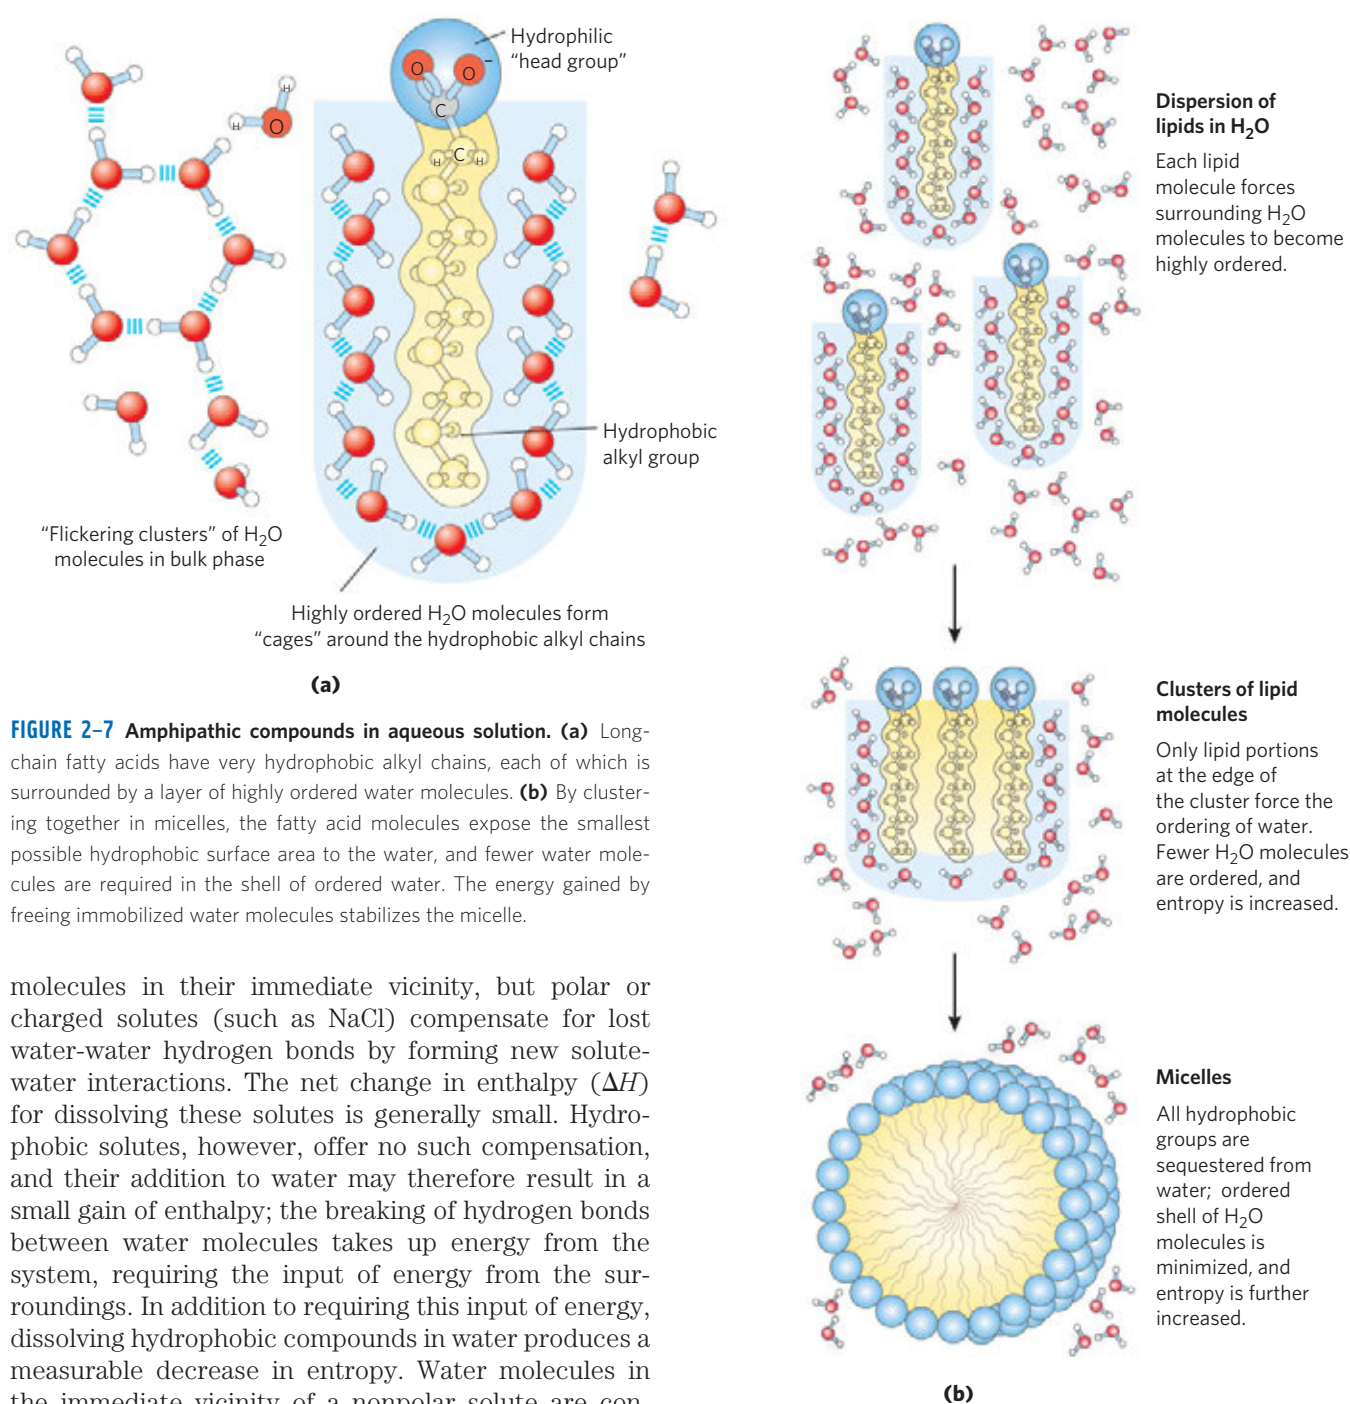 Hydrophilic
“head group”
O
O
–
C
C
H
H
H
H
O
Hydrophobic
alkyl group
“Flickering clusters” of H₂O
molecules in bulk phase
Highly ordered H₂O molecules form
“cages” around the hydrophobic alkyl chains
(a)
FIGURE 2–7 Amphipathic compounds in aqueous solution. (a) Long-
chain fatty acids have very hydrophobic alkyl chains, each of which is
surrounded by a layer of highly ordered water molecules. (b) By cluster-
ing together in micelles, the fatty acid molecules expose the smallest
possible hydrophobic surface area to the water, and fewer water mole-
cules are required in the shell of ordered water. The energy gained by
freeing immobilized water molecules stabilizes the micelle.
molecules in their immediate vicinity, but polar or
charged solutes (such as NaCl) compensate for lost
water-water hydrogen bonds by forming new solute-
water interactions. The net change in enthalpy (ΔH)
for dissolving these solutes is generally small. Hydro-
phobic solutes, however, offer no such compensation,
and their addition to water may therefore result in a
small gain of enthalpy; the breaking of hydrogen bonds
between water molecules takes up energy from the
system, requiring the input of energy from the sur-
roundings. In addition to requiring this input of energy,
dissolving hydrophobic compounds in water produces a
measurable decrease in entropy. Water molecules in
the immediate vicinity of a nonpolar solute are con-
Dispersion of
lipids in H₂O
Each lipid
molecule forces
surrounding H₂O
molecules to become
highly ordered.
Clusters of lipid
molecules
Only lipid portions
at the edge of
the cluster force the
ordering of water.
Fewer H₂O molecules
are ordered, and
entropy is increased.
Micelles
All hydrophobic
groups are
sequestered from
water; ordered
shell of H₂O
molecules is
minimized, and
entropy is further
increased.
(b)